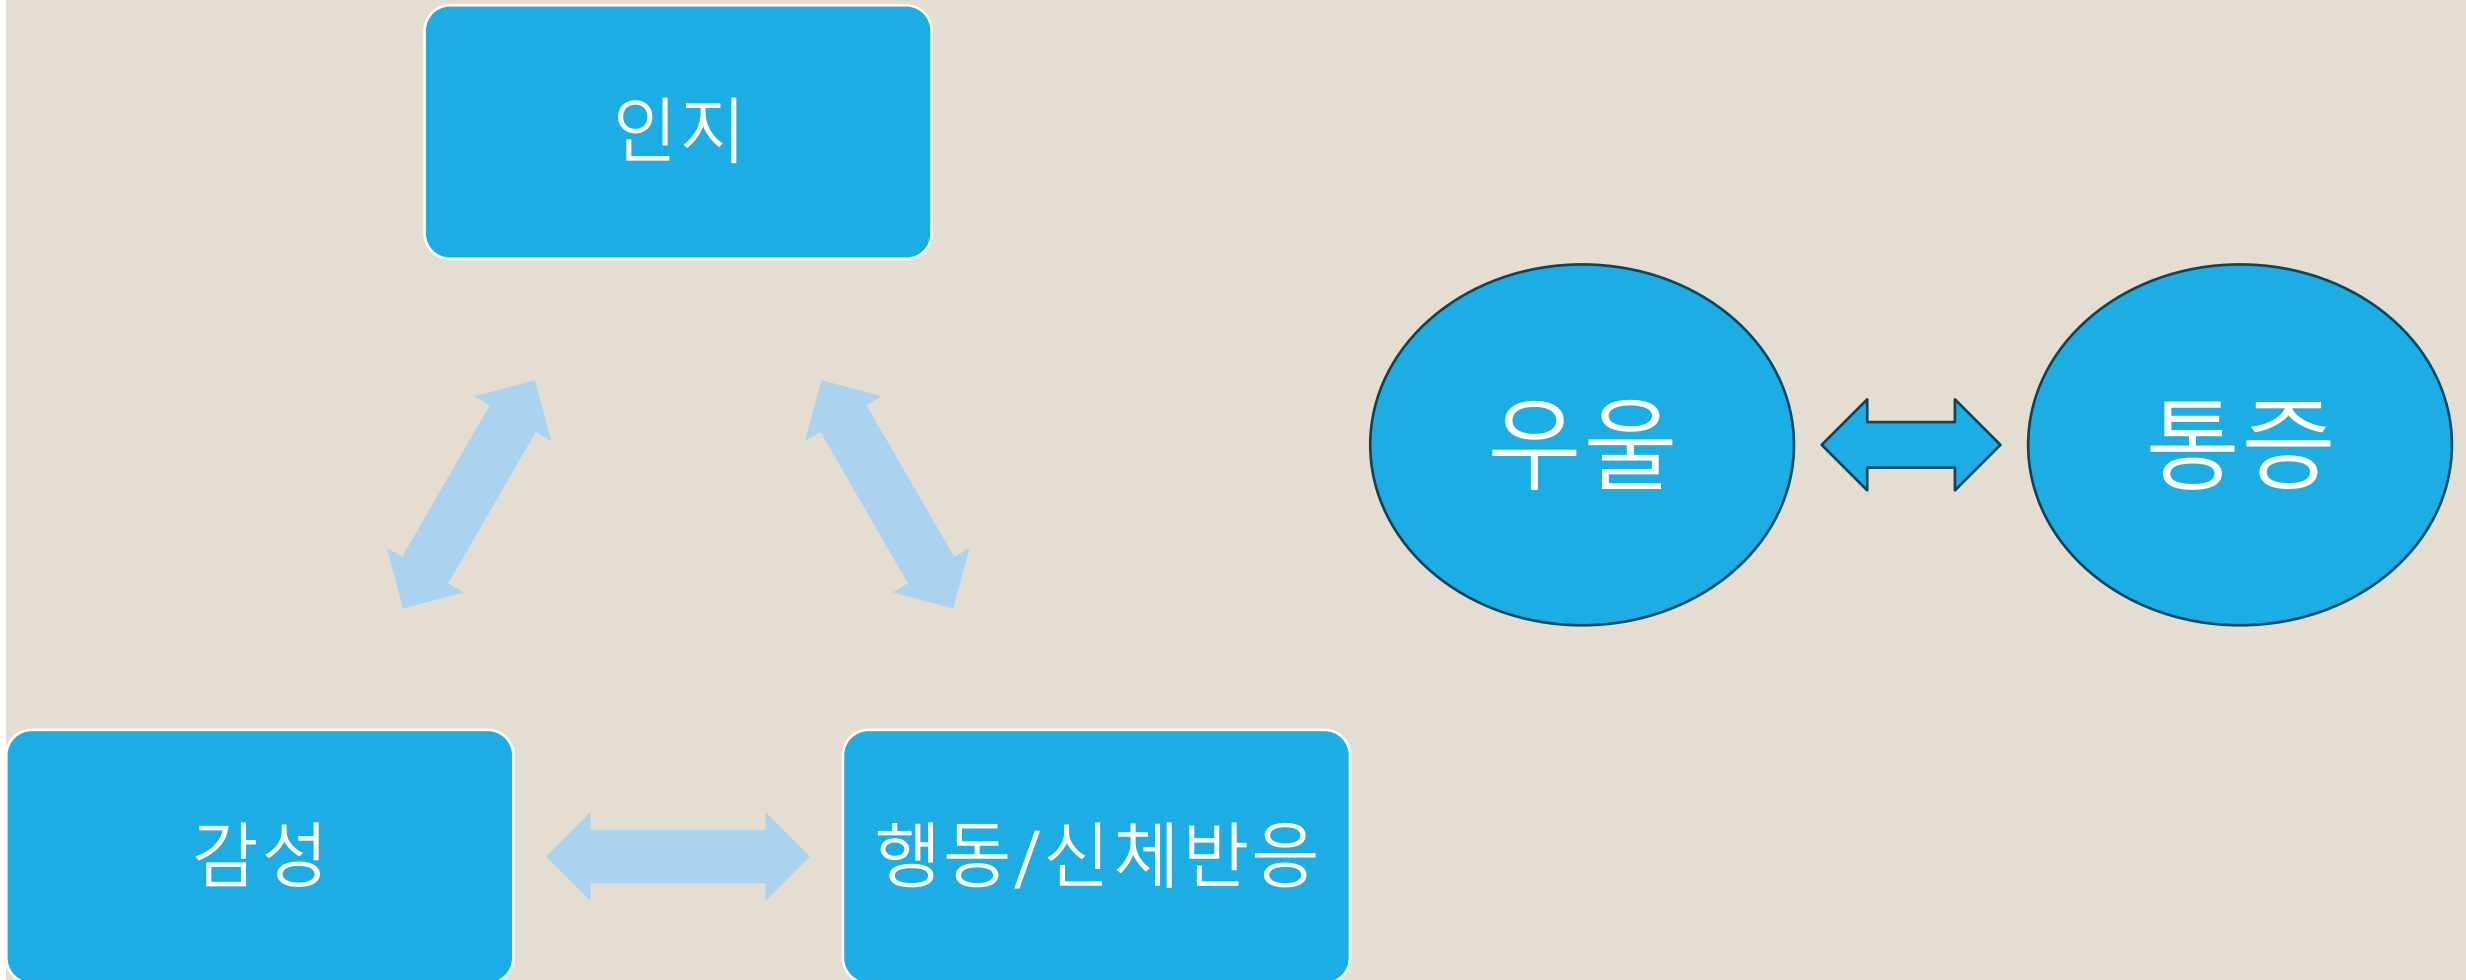 인지
우울
통증
감성
행동/신체반응